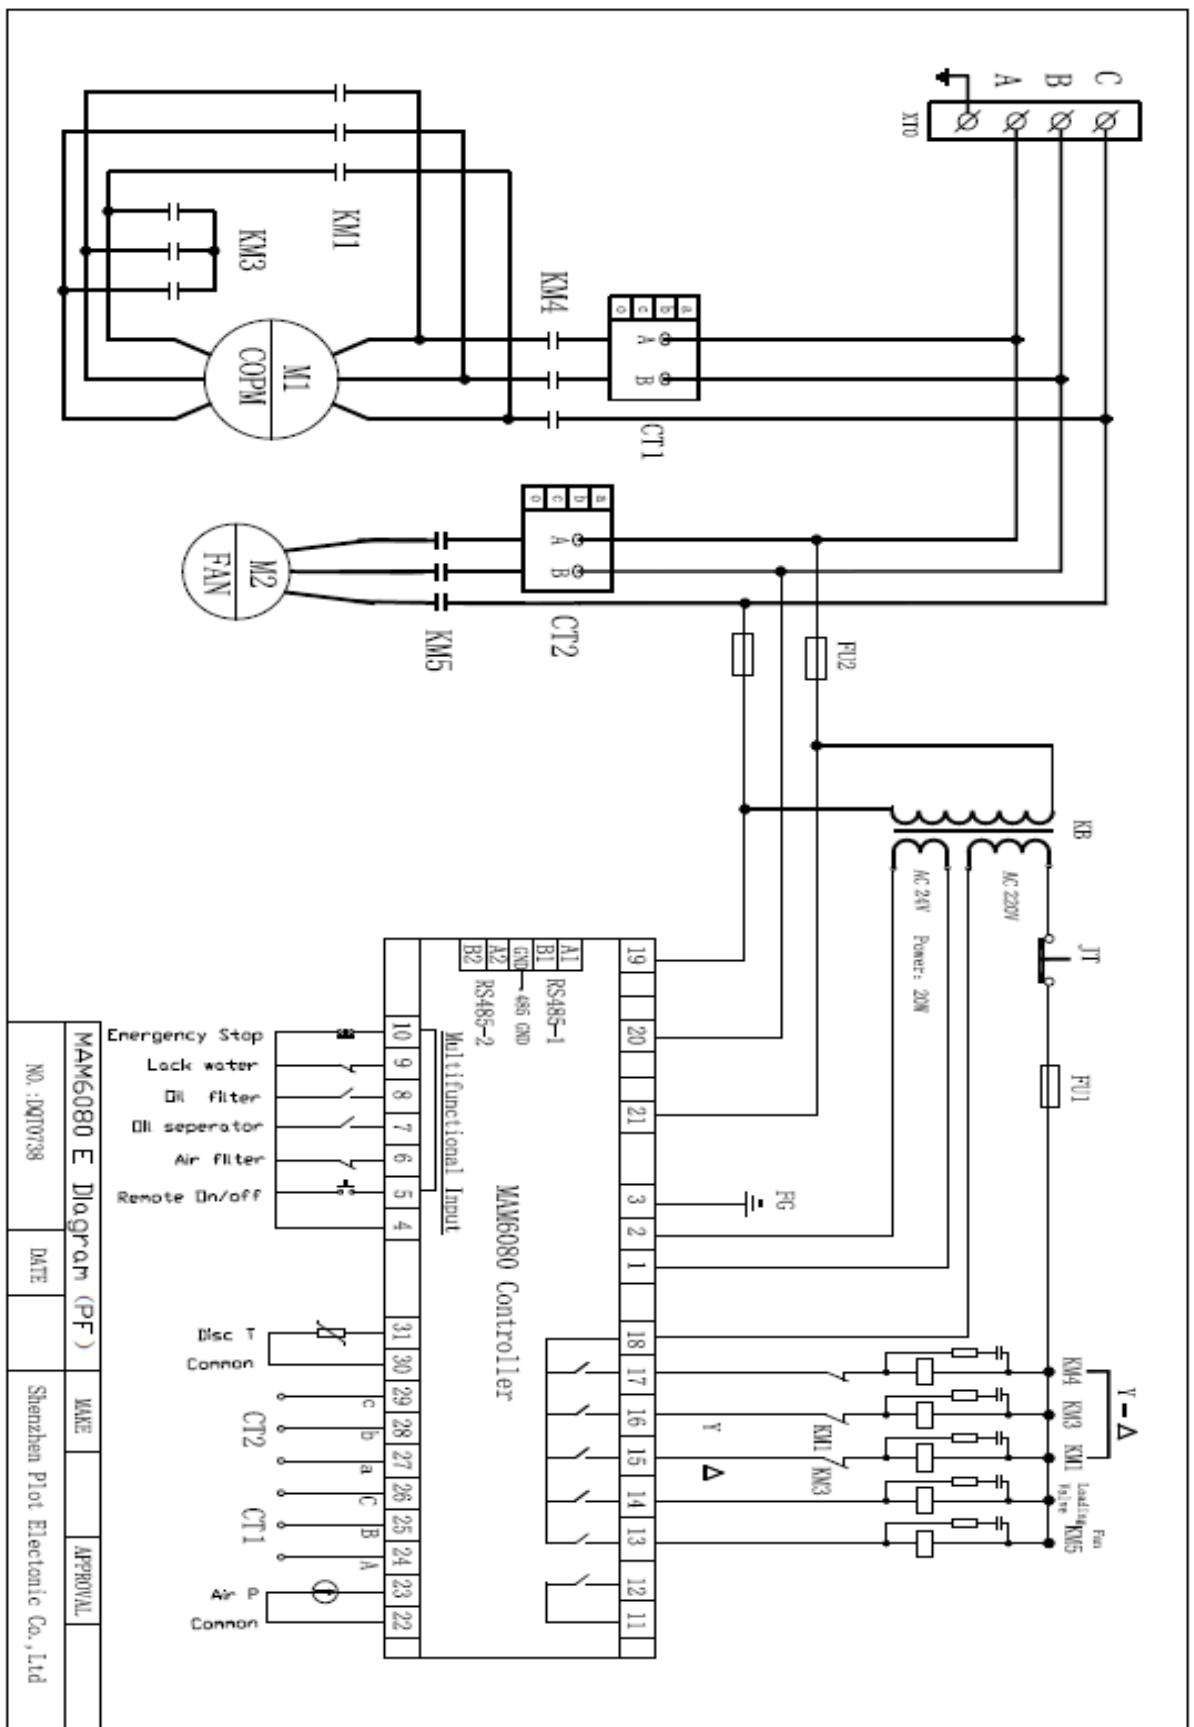 C
B
A
XT0
KM1
KM3
KM4
a
b
c
o
A
B
CT1
M1
COPM
a
b
c
o
A
B
CT2
M2
FAN
KM5
FU2
KB
AC 220V
AC 24V Power: 20W
JT
FU1
19
20
21
3
2
1
18
17
16
15
14
13
12
11
FG
A1
B1
GND
A2
B2
RS485-1
485 GND
RS485-2
Multifunctional Input
MAM6080 Controller
Y-Δ
KM4
KM3
KM1
Loading
Valve
Fan
KM5
KM1
KM3
Y
Δ
10
9
8
7
6
5
4
31
30
29
28
27
26
25
24
23
22
Emergency Stop
Lack water
Oil filter
Oil seperator
Air filter
Remote On/off
Disc T
Common
c
b
a
CT2
C
B
A
CT1
Air P
Common
MAM6080 E Diagram (PF)
MAKE
APPROVAL
NO.:DQT0738
DATE
Shenzhen Plot Electonic Co.,Ltd